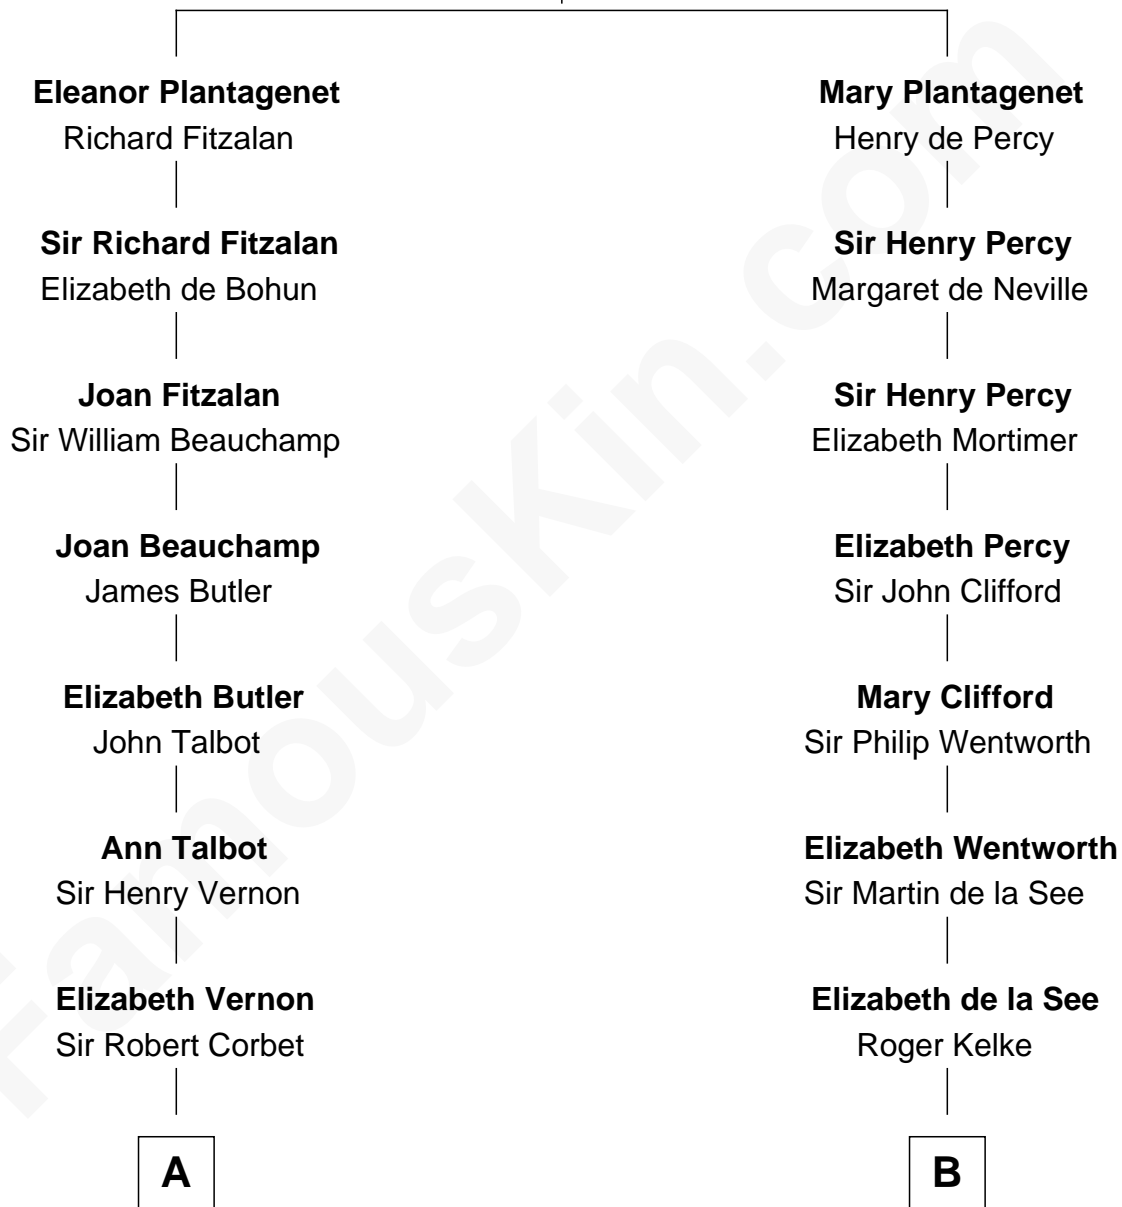 Eleanor Plantagenet
Richard Fitzalan
Sir Richard Fitzalan
Elizabeth de Bohun
Joan Fitzalan
Sir William Beauchamp
Joan Beauchamp
James Butler
Elizabeth Butler
John Talbot
Ann Talbot
Sir Henry Vernon
Elizabeth Vernon
Sir Robert Corbet
A
Mary Plantagenet
Henry de Percy
Sir Henry Percy
Margaret de Neville
Sir Henry Percy
Elizabeth Mortimer
Elizabeth Percy
Sir John Clifford
Mary Clifford
Sir Philip Wentworth
Elizabeth Wentworth
Sir Martin de la See
Elizabeth de la See
Roger Kelke
B
FamousKin.com